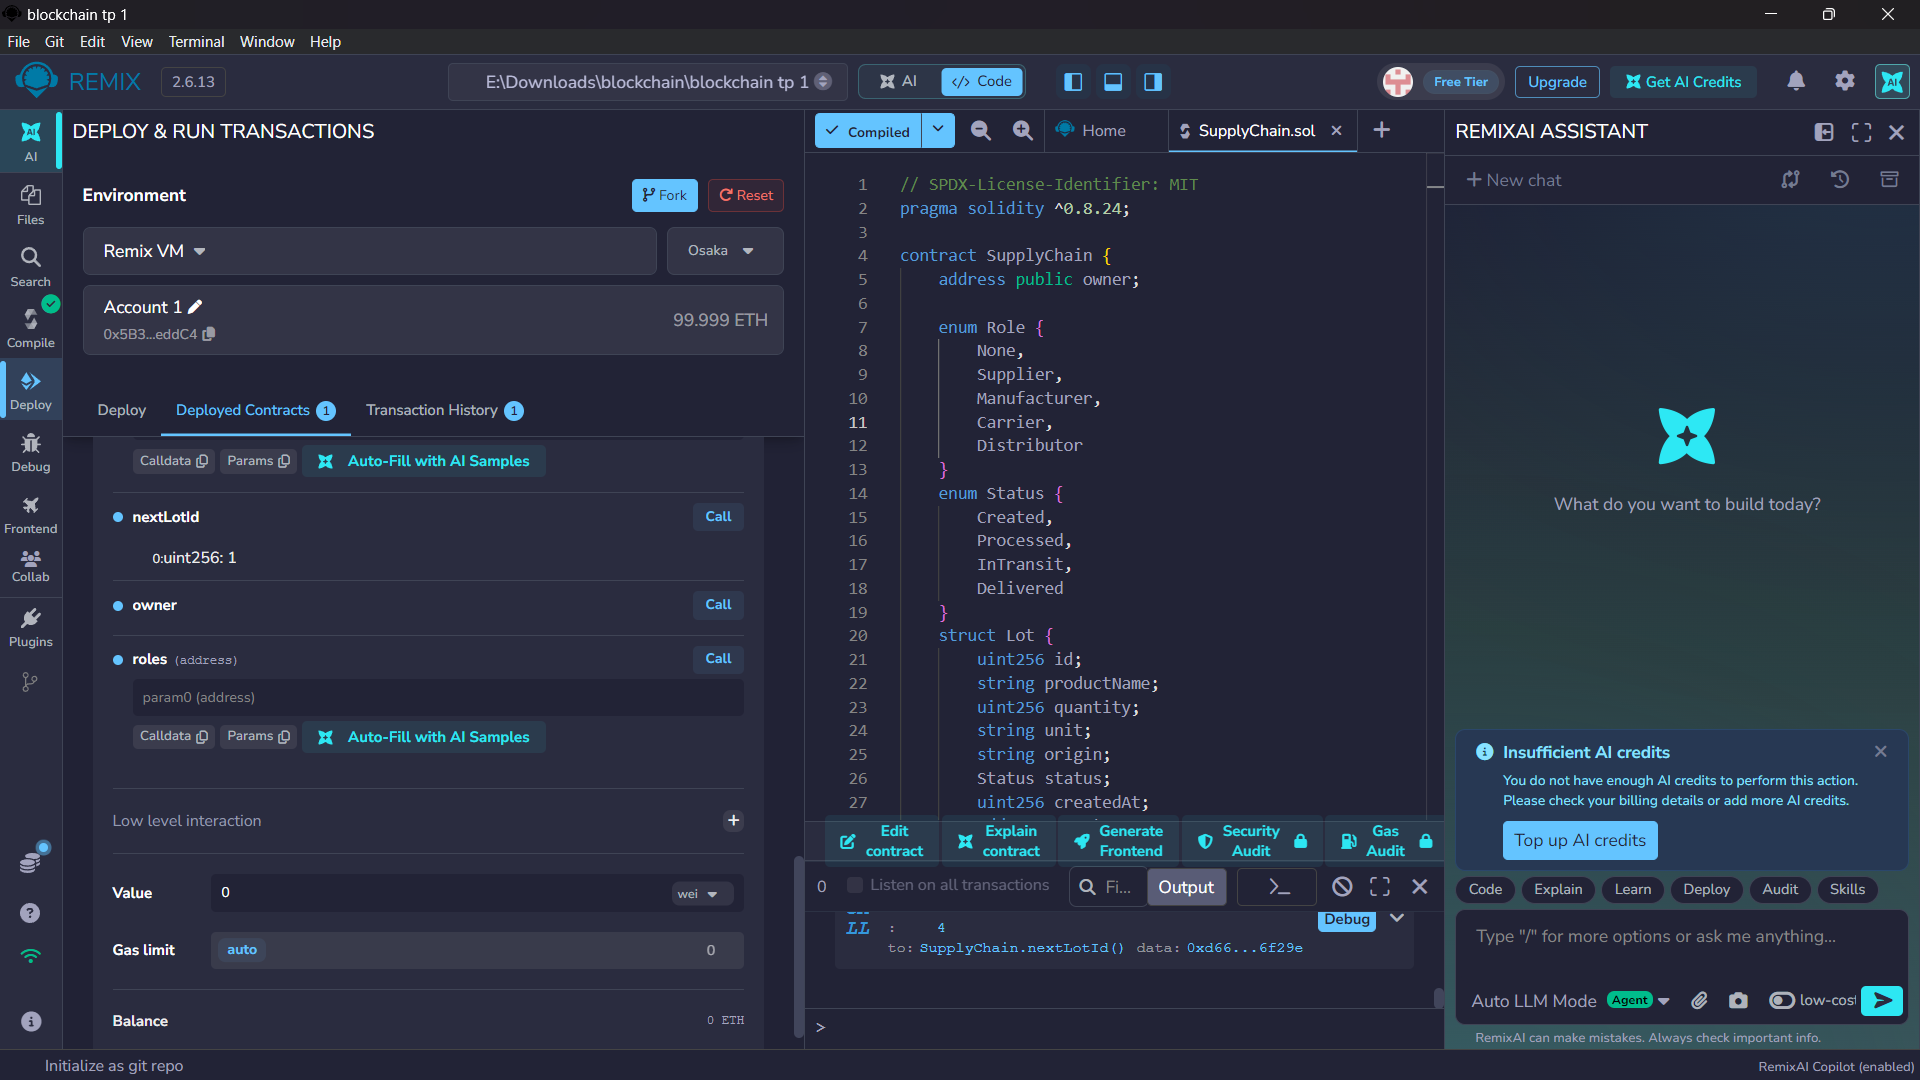 blockchain tp 1
File Git Edit View Terminal Window Help
REMIX 2.6.13
E:\Downloads\blockchain\blockchain tp 1
AI </> Code
Free Tier Upgrade Get AI Credits
AI
Files
Search
Compile
Deploy
Debug
Frontend
Collab
Plugins
DEPLOY & RUN TRANSACTIONS
Environment Fork Reset
Remix VM Osaka
Account 1
0x5B3...eddC4 99.999 ETH
Deploy Deployed Contracts 1 Transaction History 1
Calldata Params Auto-Fill with AI Samples
nextLotId Call
0:uint256: 1
owner Call
roles (address) Call
param0 (address)
Calldata Params Auto-Fill with AI Samples
Low level interaction
Value 0 wei
Gas limit auto 0
Balance 0 ETH
Compiled Home SupplyChain.sol
1 // SPDX-License-Identifier: MIT
2 pragma solidity ^0.8.24;
3
4 contract SupplyChain {
5 address public owner;
6
7 enum Role {
8 None,
9 Supplier,
10 Manufacturer,
11 Carrier,
12 Distributor
13 }
14 enum Status {
15 Created,
16 Processed,
17 InTransit,
18 Delivered
19 }
20 struct Lot {
21 uint256 id;
22 string productName;
23 uint256 quantity;
24 string unit;
25 string origin;
26 Status status;
27 uint256 createdAt;
Edit contract
Explain contract
Generate Frontend
Security Audit
Gas Audit
0 Listen on all transactions Fi... Output >_
LL : 4 Debug
to: SupplyChain.nextLotId() data: 0xd66...6f29e
>
REMIXAI ASSISTANT
AI
+ New chat
What do you want to build today?
Insufficient AI credits
You do not have enough AI credits to perform this action.
Please check your billing details or add more AI credits.
Top up AI credits
Code Explain Learn Deploy Audit Skills
Type "/" for more options or ask me anything...
Auto LLM Mode Agent low-cos
RemixAI can make mistakes. Always check important info.
Initialize as git repo
RemixAI Copilot (enabled)